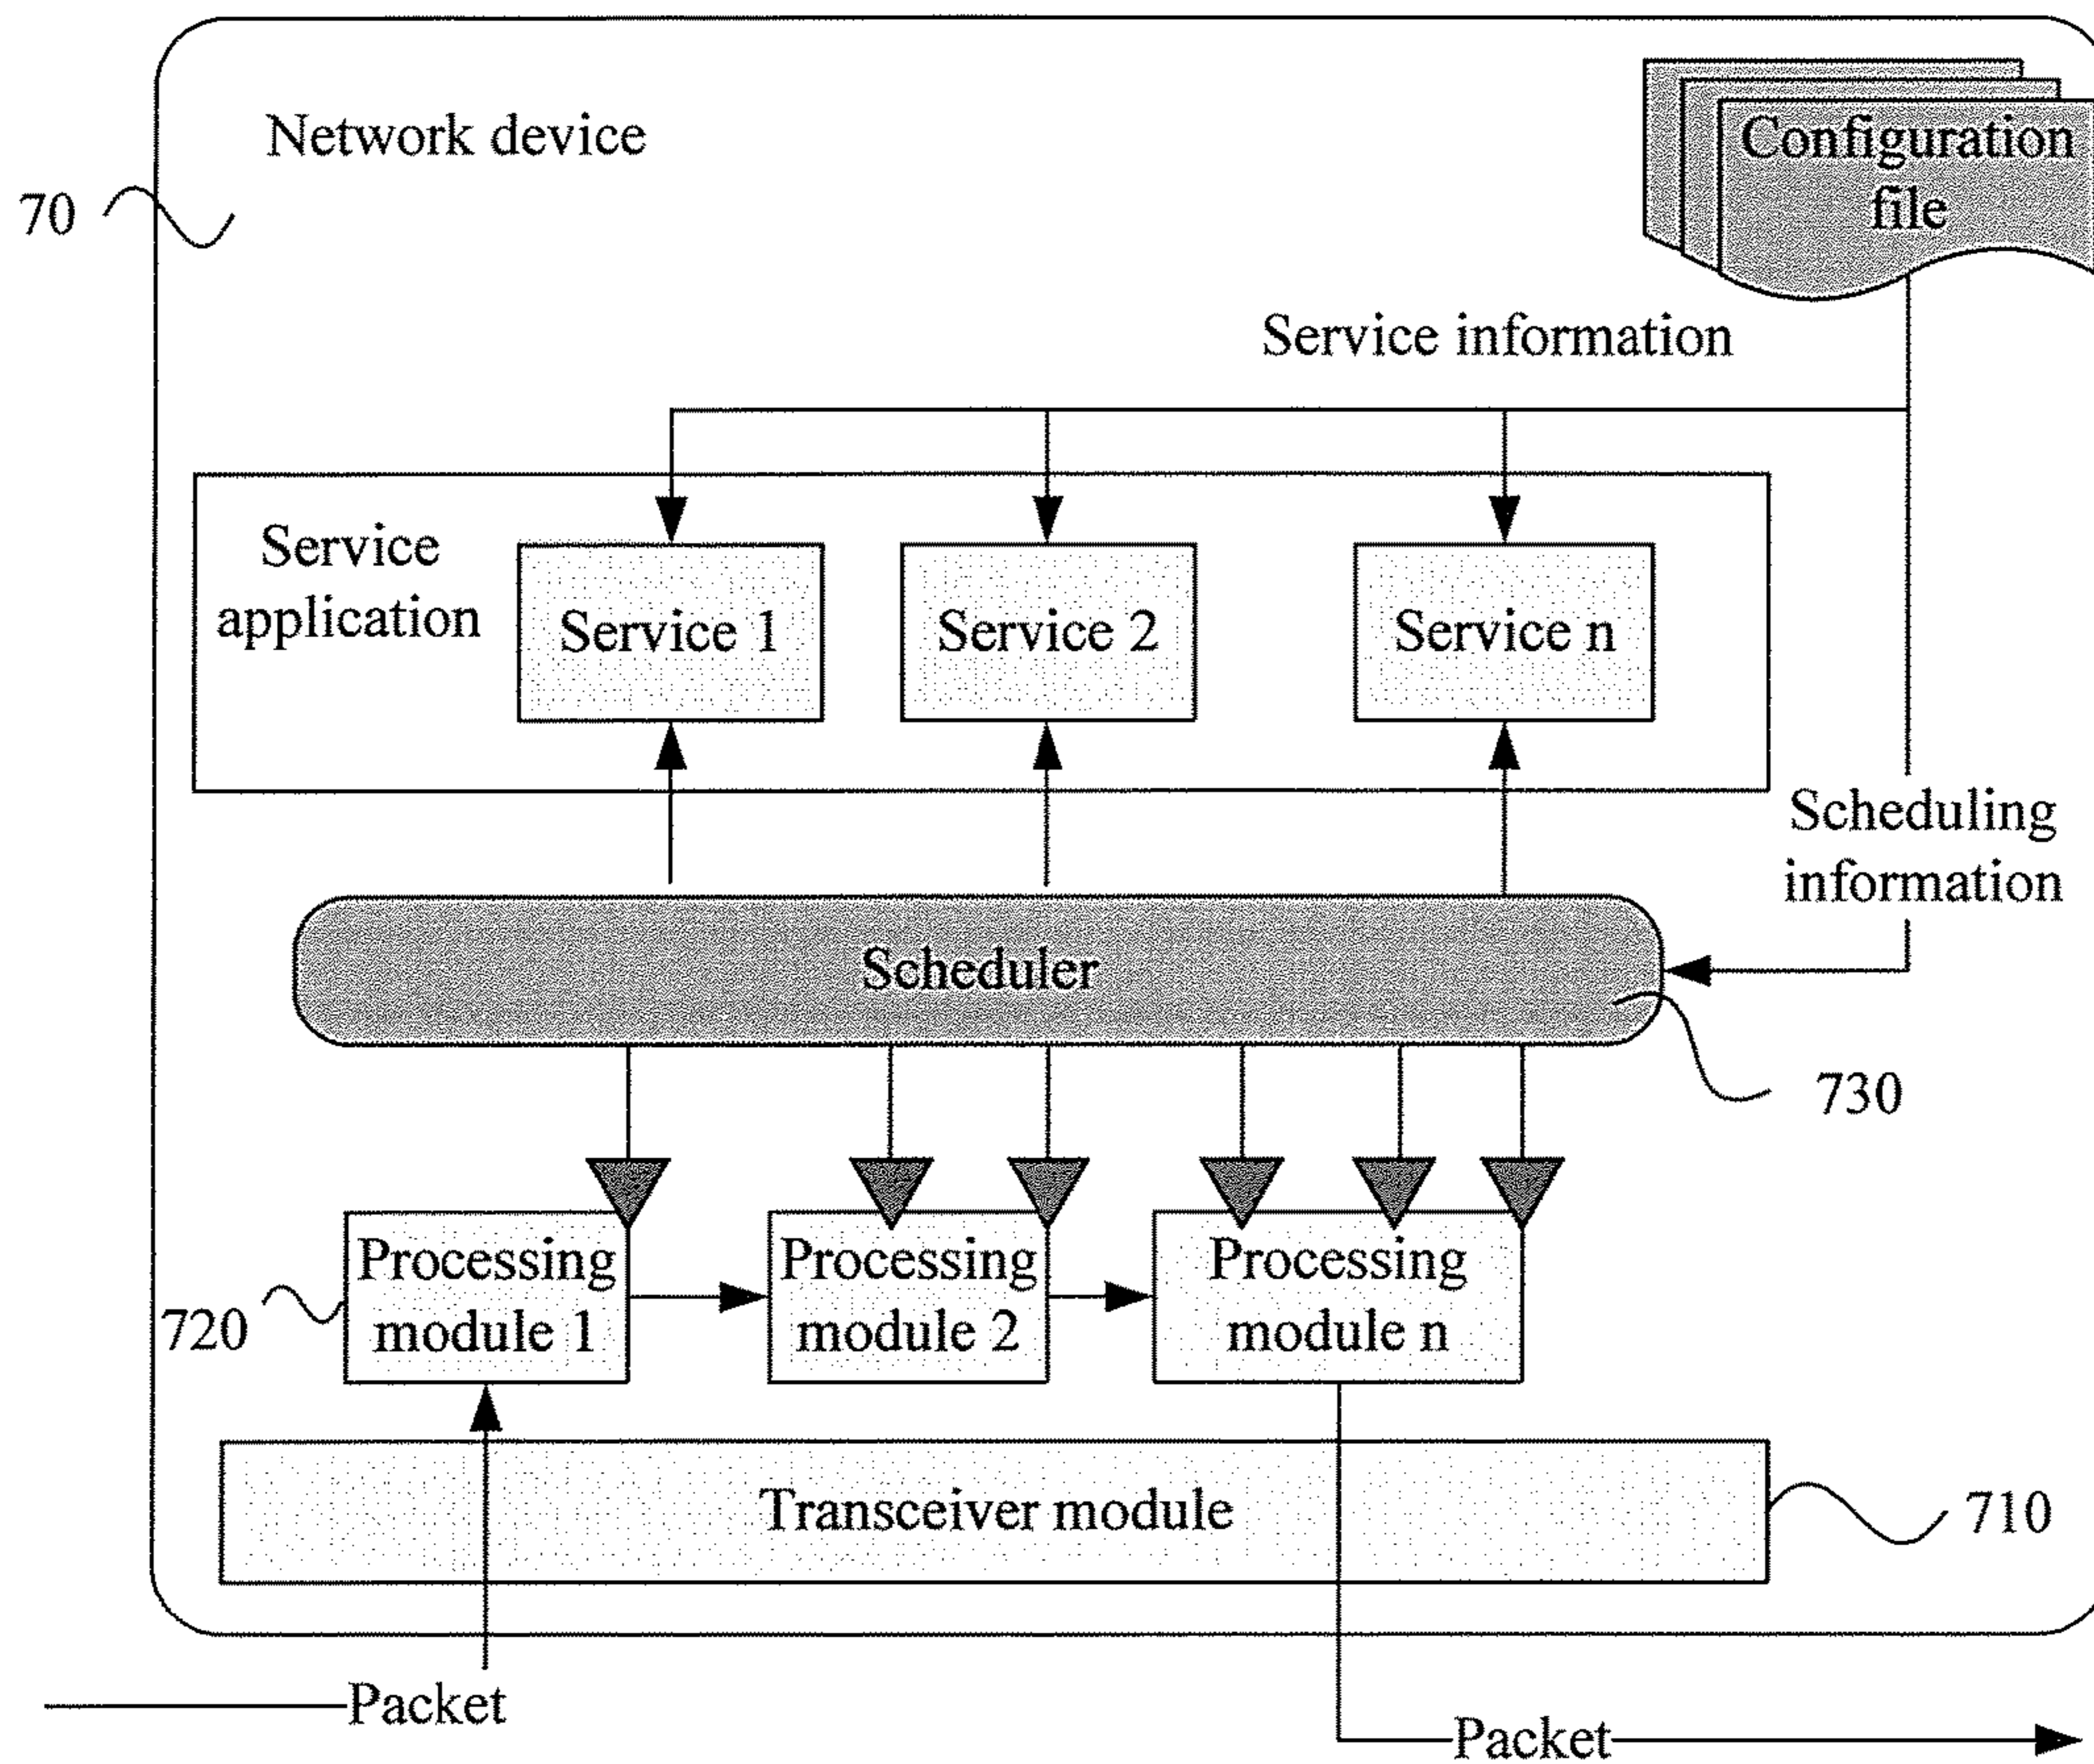 Network device
Configuration
file
70
Service information
Service
application
Service 1
Service 2
Service n
Scheduling
information
Scheduler
730
Processing
module 1
Processing
module 2
Processing
module n
720
Transceiver module
710
Packet
Packet